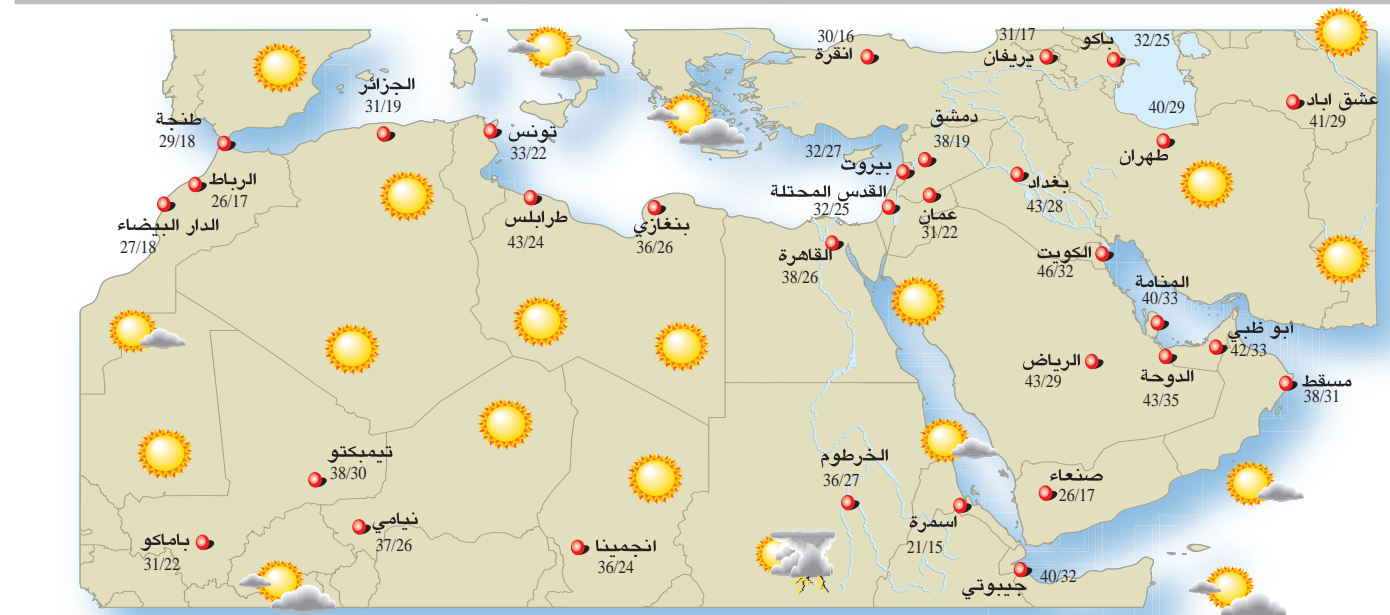 30/16
انقرة
31/17
يريفان
باكو
32/25
عشق اباد
41/29
40/29
طهران
الجزائر
31/19
طنجة
29/18
تونس
33/22
دمشق
38/19
32/27
بيروت
بغداد
43/28
الرباط
26/17
القدس المحتلة
32/25
عمان
31/22
الدار البيضاء
27/18
طرابلس
43/24
بنغازي
36/26
القاهرة
38/26
الكويت
46/32
المنامة
40/33
أبو ظبي
42/33
الرياض
43/29
الدوحة
43/35
مسقط
38/31
تيمبكتو
38/30
الخرطوم
36/27
صنعاء
26/17
اسمرة
21/15
نيامي
37/26
باماكو
31/22
انجمينا
36/24
جيبوتي
40/32